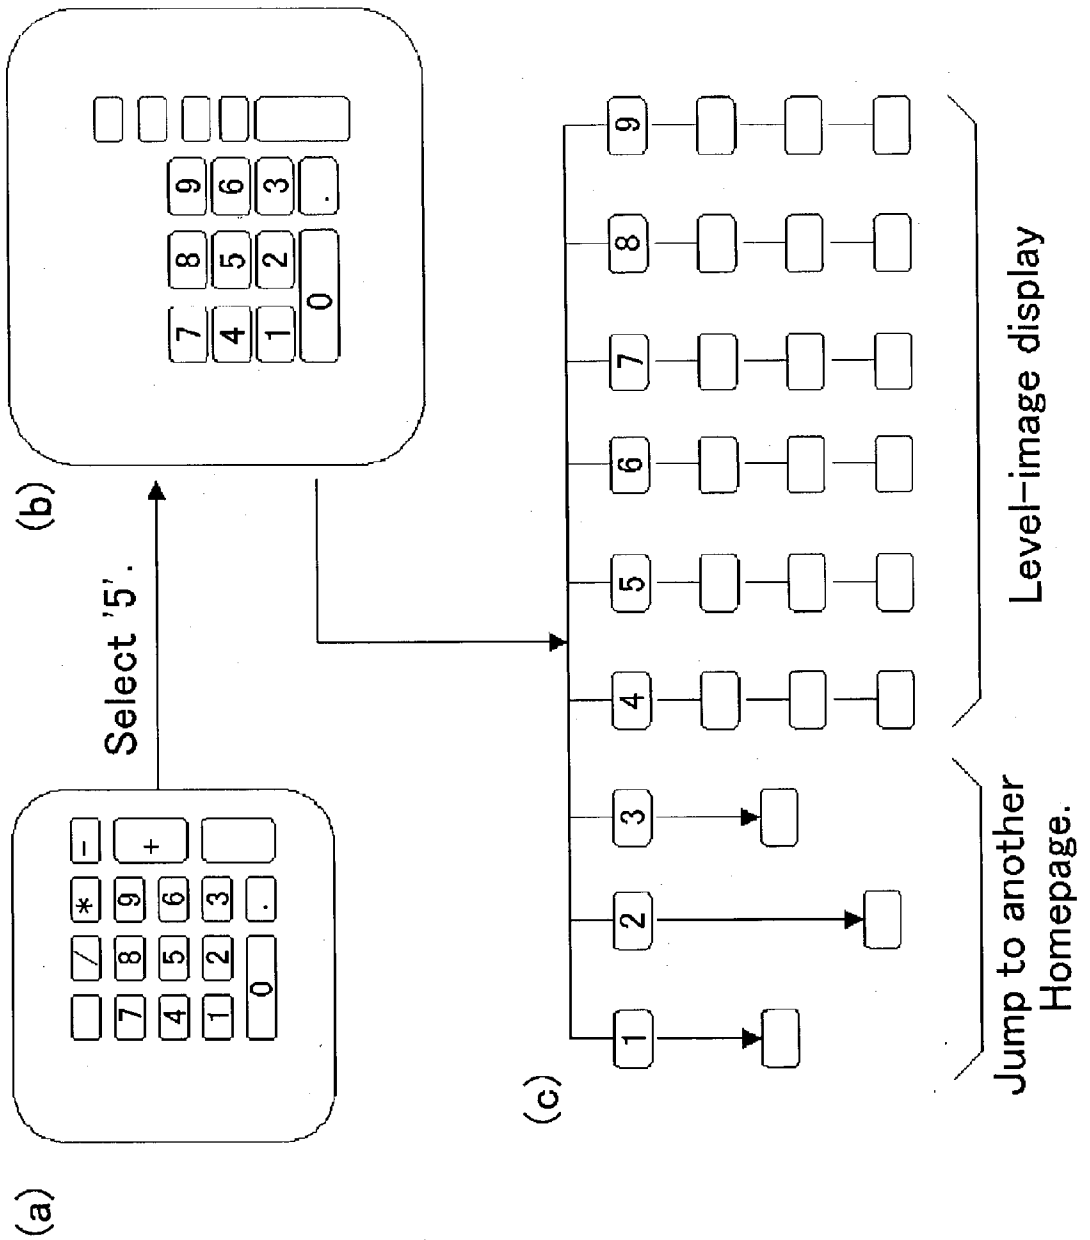 (a)
/ * -
7 8 9 +
4 5 6
1 2 3
0 .
Select '5'.
(b)
7 8 9
4 5 6
1 2 3
0 .
(c)
1 2 3 4 5 6 7 8 9
Jump to another
Homepage.
Level-image display